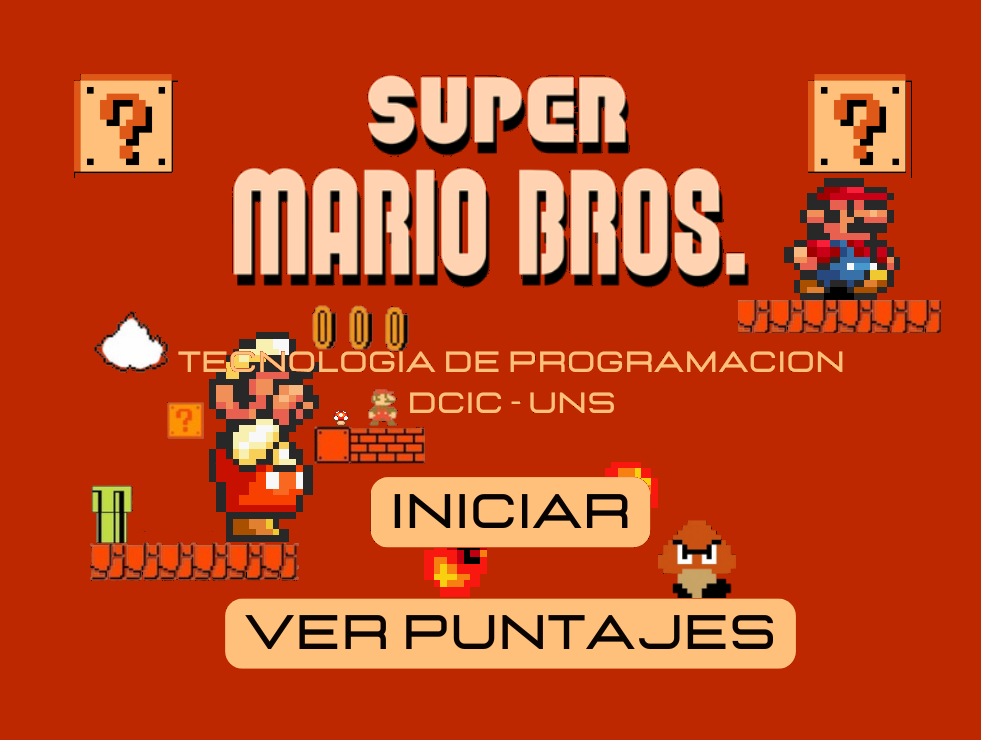 ?
?
SUPER
MARIO BROS.
TECNOLOGIA DE PROGRAMACION
DCIC - UNS
?
INICIAR
VER PUNTAJES